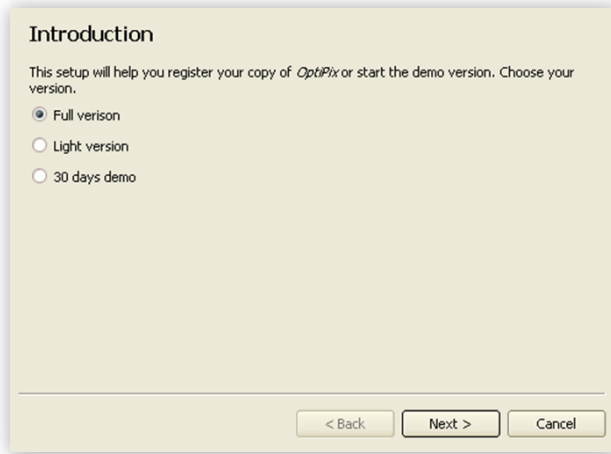 Introduction
This setup will help you register your copy of OptiPix or start the demo version. Choose your
version.
Full verison
Light version
30 days demo
< Back
Next >
Cancel